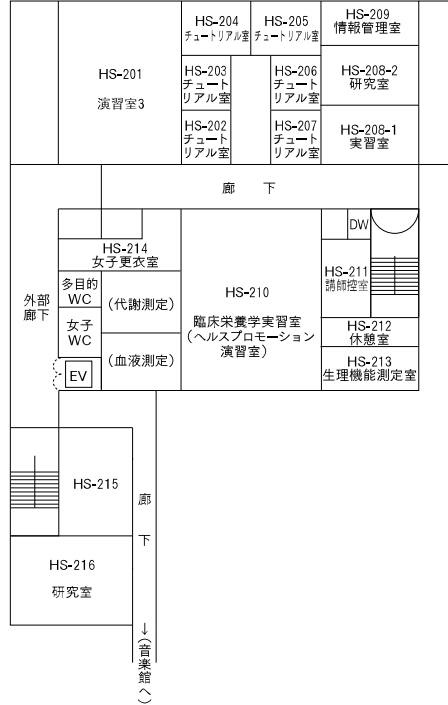 HS-204
チュートリアル室
HS-205
チュートリアル室
HS-209
情報管理室
HS-201
演習室3
HS-203
チュート
リアル室
HS-206
チュート
リアル室
HS-208-2
研究室
HS-202
チュート
リアル室
HS-207
チュート
リアル室
HS-208-1
実習室
廊 下
外部
廊下
HS-214
女子更衣室
多目的
WC
(代謝測定)
女子
WC
(血液測定)
EV
HS-210
臨床栄養学実習室
(ヘルスプロモーション
演習室)
DW
HS-211
講師控室
HS-212
休憩室
HS-213
生理機能測定室
HS-215
廊下
HS-216
研究室
→(音楽館へ)